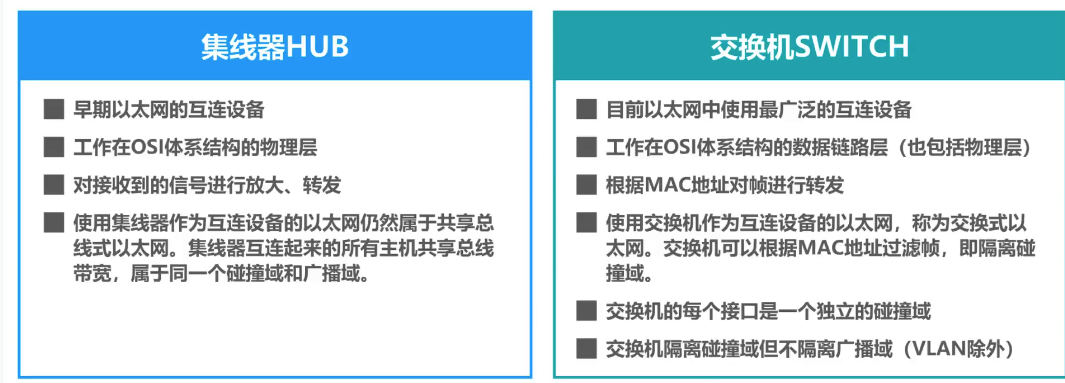 集线器HUB
早期以太网的互连设备
工作在OSI体系结构的物理层
对接收到的信号进行放大、转发
使用集线器作为互连设备的以太网仍然属于共享总
线式以太网。集线器互连起来的所有主机共享总线
带宽，属于同一个碰撞域和广播域。
交换机SWITCH
目前以太网中使用最广泛的互连设备
工作在OSI体系结构的数据链路层（也包括物理层）
根据MAC地址对帧进行转发
使用交换机作为互连设备的以太网，称为交换式以
太网。交换机可以根据MAC地址过滤帧，即隔离碰
撞域。
交换机的每个接口是一个独立的碰撞域
交换机隔离碰撞域但不隔离广播域（VLAN除外）